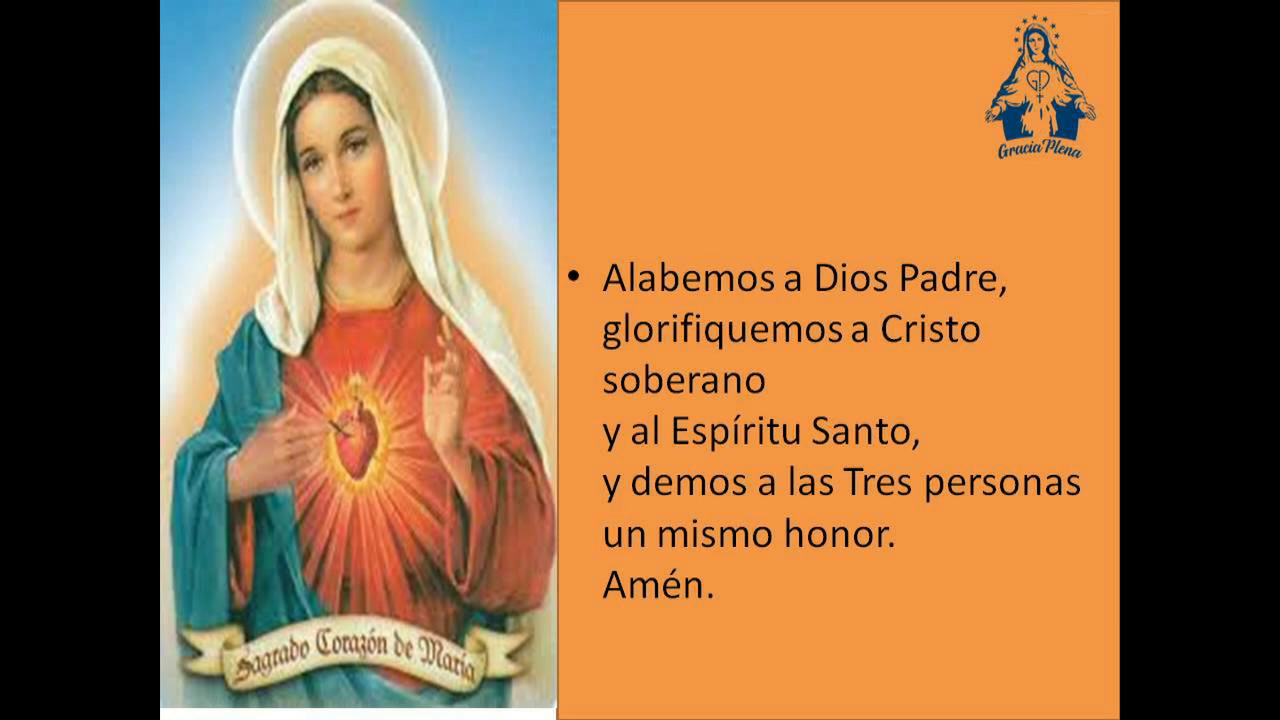 Gracia Plena
• Alabemos a Dios Padre,
glorifiquemos a Cristo
soberano
y al Espíritu Santo,
y demos a las Tres personas
un mismo honor.
Amén.
Sagrado Corazón de María